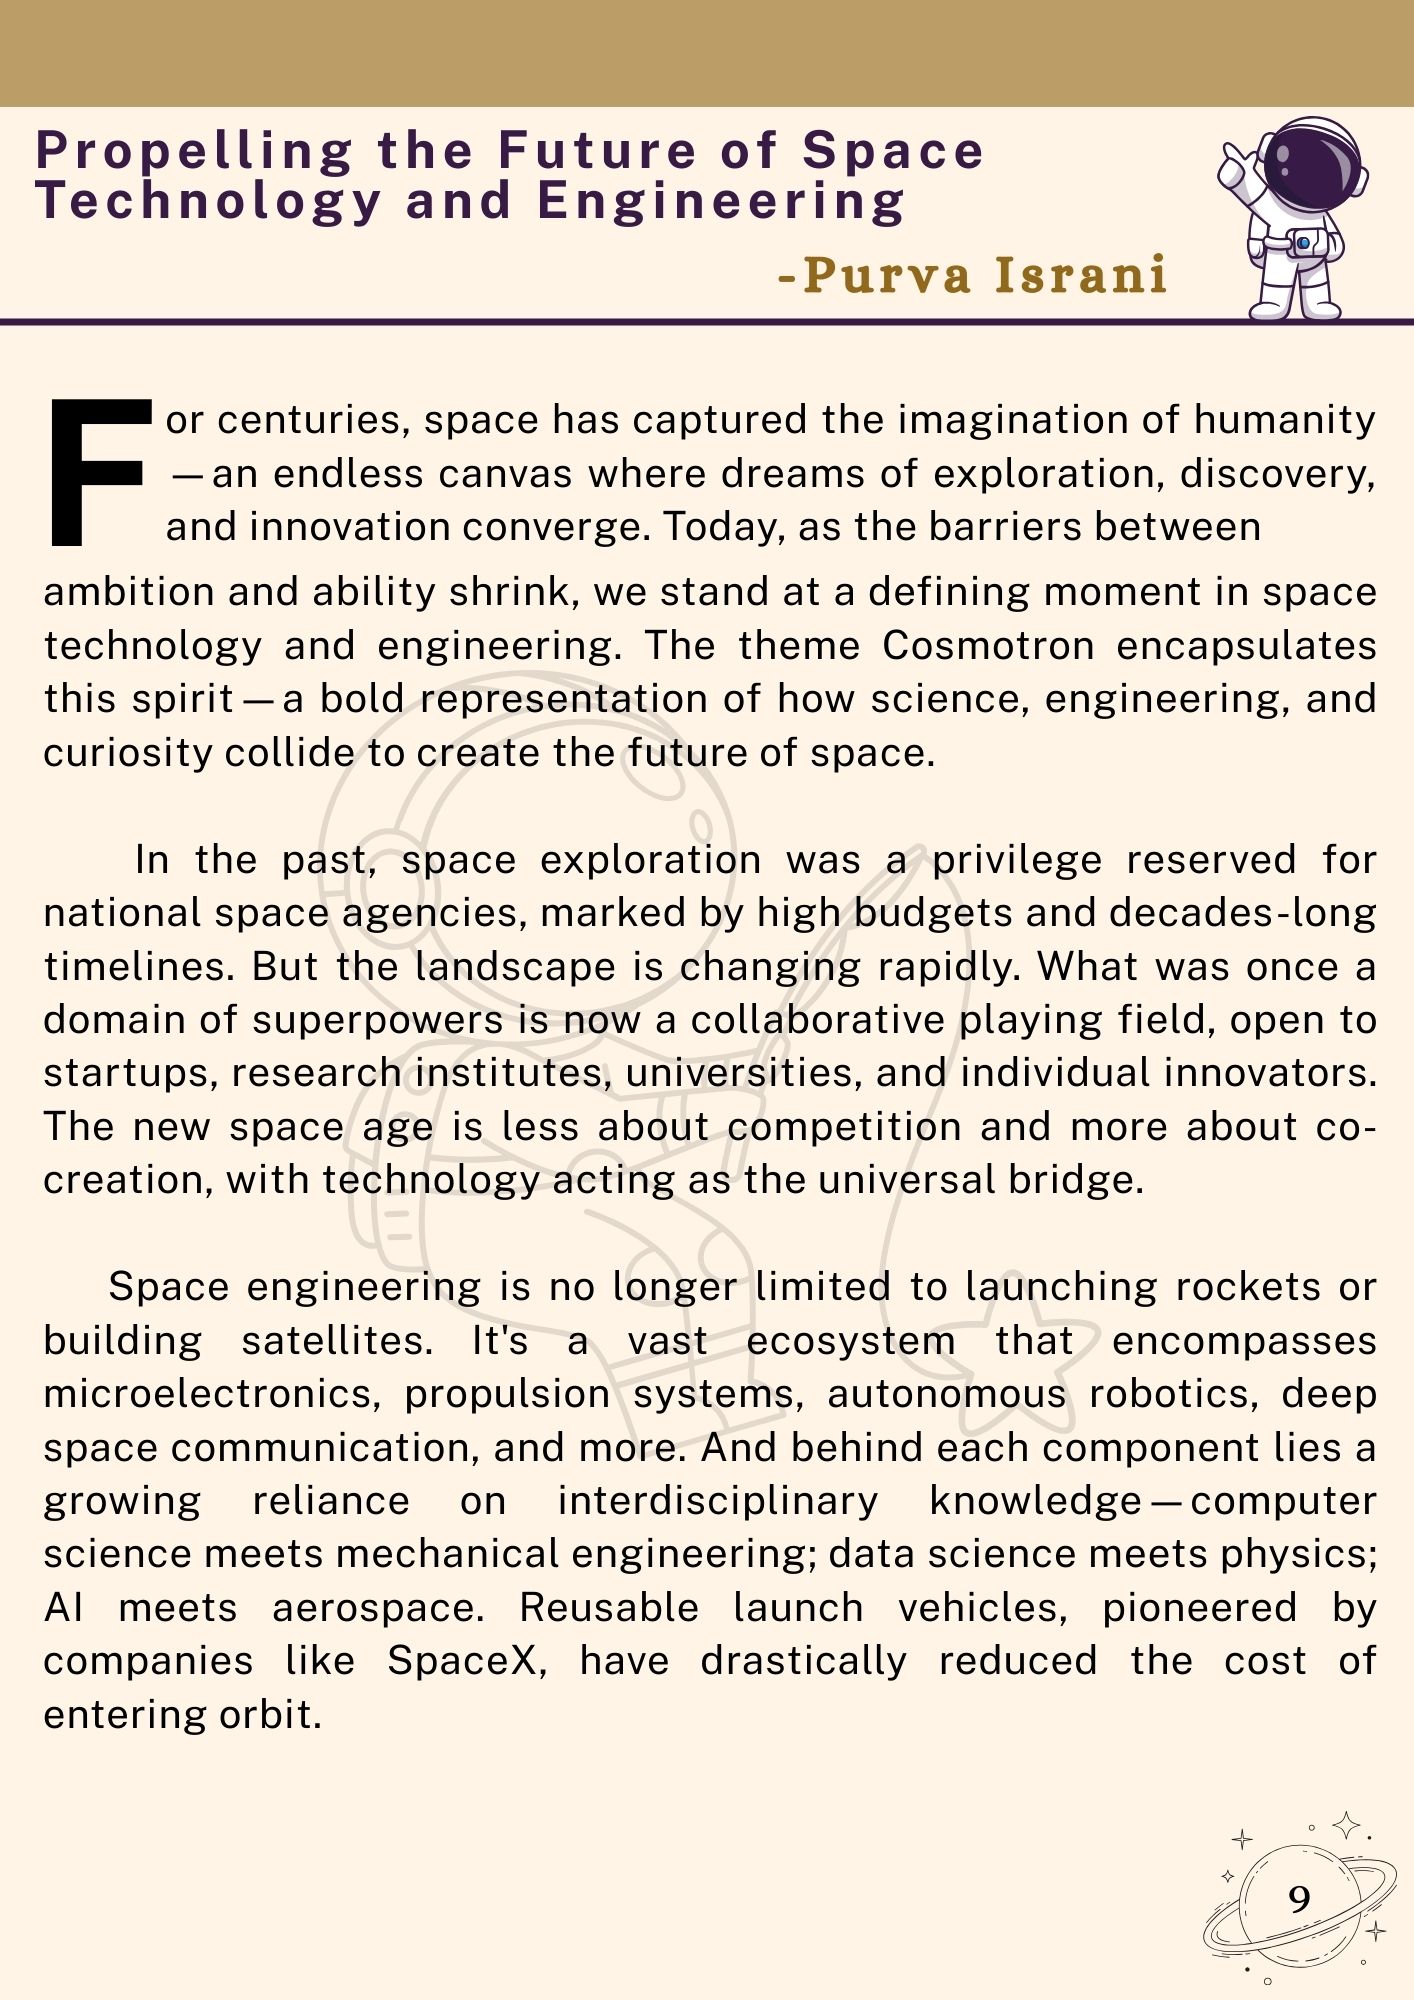 Propelling the Future of Space
Technology and Engineering
-Purva Israni
For centuries, space has captured the imagination of humanity
—an endless canvas where dreams of exploration, discovery,
and innovation converge. Today, as the barriers between
ambition and ability shrink, we stand at a defining moment in space
technology and engineering. The theme Cosmotron encapsulates
this spirit—a bold representation of how science, engineering, and
curiosity collide to create the future of space.
In the past, space exploration was a privilege reserved for
national space agencies, marked by high budgets and decades-long
timelines. But the landscape is changing rapidly. What was once a
domain of superpowers is now a collaborative playing field, open to
startups, research institutes, universities, and individual innovators.
The new space age is less about competition and more about co-
creation, with technology acting as the universal bridge.
Space engineering is no longer limited to launching rockets or
building satellites. It's a vast ecosystem that encompasses
microelectronics, propulsion systems, autonomous robotics, deep
space communication, and more. And behind each component lies a
growing reliance on interdisciplinary knowledge—computer
science meets mechanical engineering; data science meets physics;
AI meets aerospace. Reusable launch vehicles, pioneered by
companies like SpaceX, have drastically reduced the cost of
entering orbit.
9